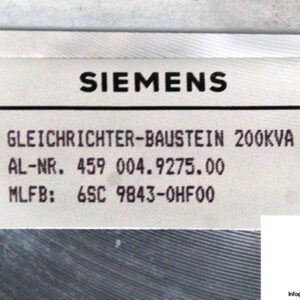 SIEMENS
GLEICHRICHTER-BAUSTEIN 200KVA
AL-NR. 459 004.9275.00
MLFB: 6SC 9843-0HF00